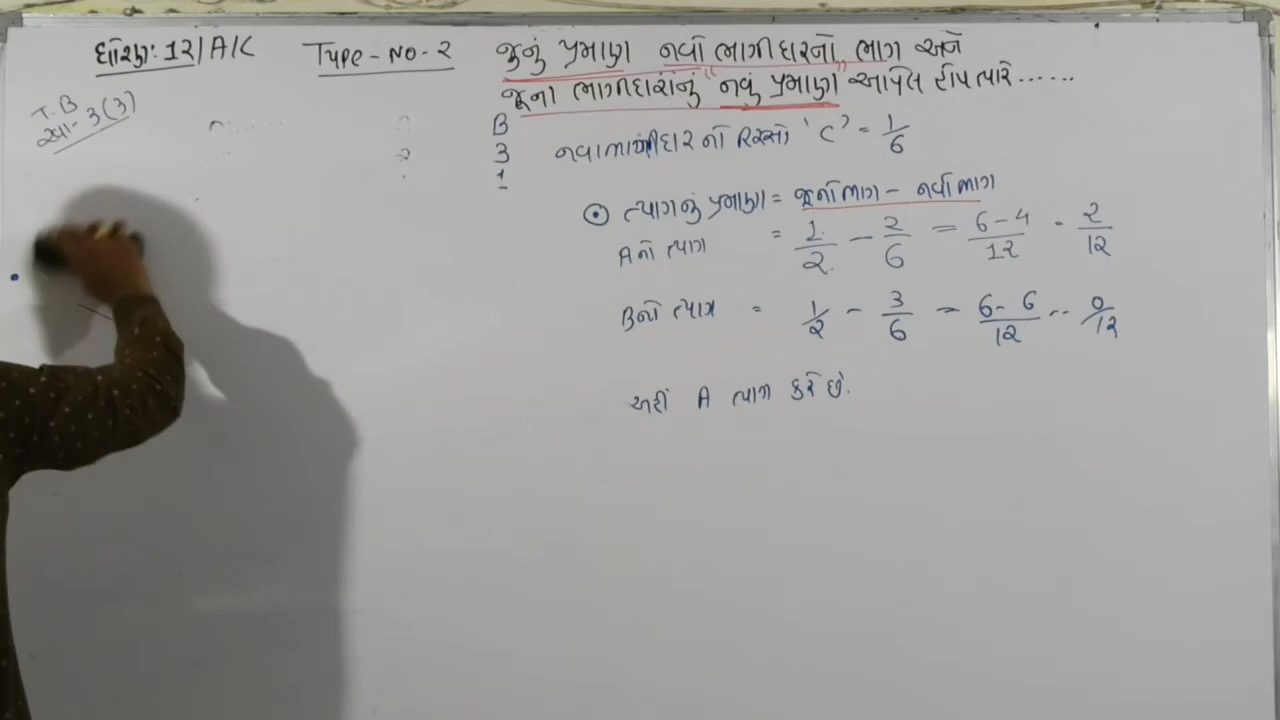 ધોરણ: 12/A/C Type-No-2 જૂનું પ્રમાણ નવા ભાગીદારનો ભાગ અને
જૂના ભાગીદારોનું "નવું પ્રમાણ" આપેલ હોય ત્યારે......
T.B
3(3)
B
3 નવા ભાગીદારનો હિસ્સો 'C' = 1/6
1
⊙ ત્યાગનું પ્રમાણ = જૂનો ભાગ - નવો ભાગ
Aનો ત્યાગ = 1/2 - 2/6 = 6-4/12 - 2/12
Bનો ત્યાગ = 1/2 - 3/6 = 6-6/12 -- 0/12
અહીં A ત્યાગ કરે છે.